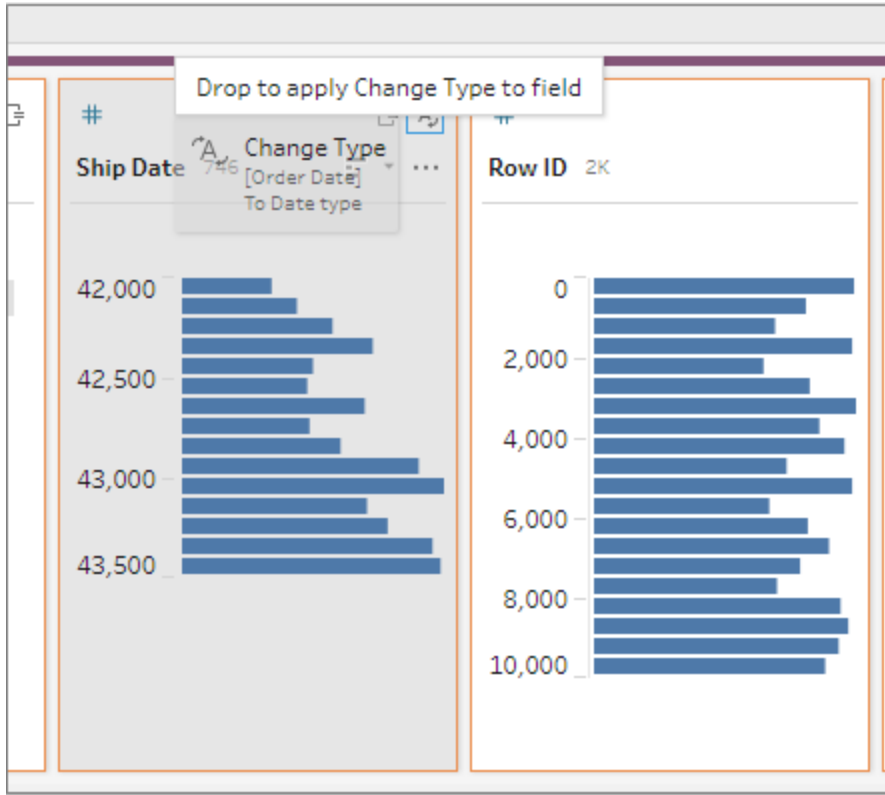 Drop to apply Change Type to field
#
#
Change Type
Ship Date 746
[Order Date]
To Date type
Row ID 2K
42,000
42,500
43,000
43,500
0
2,000
4,000
6,000
8,000
10,000